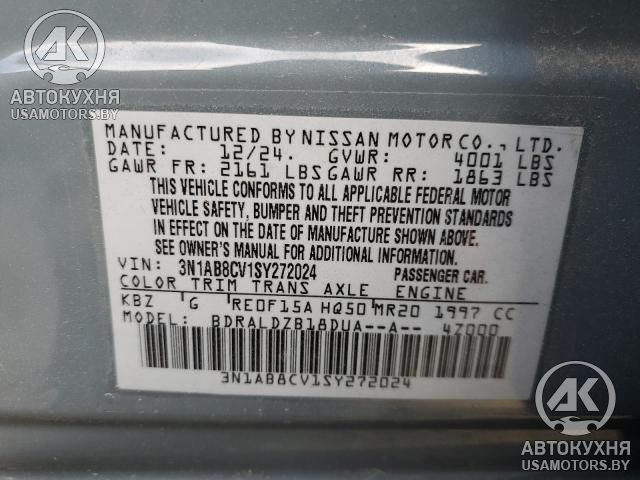 AK
АВТОКУХНЯ
USAMOTORS.BY
MANUFACTURED BY NISSAN MOTOR CO., LTD.
DATE: 12/24. GVWR: 4001 LBS
GAWR FR: 2161 LBS GAWR RR: 1863 LBS
THIS VEHICLE CONFORMS TO ALL APPLICABLE FEDERAL MOTOR
VEHICLE SAFETY, BUMPER AND THEFT PREVENTION STANDARDS
IN EFFECT ON THE DATE OF MANUFACTURE SHOWN ABOVE.
SEE OWNER'S MANUAL FOR ADDITIONAL INFORMATION.
VIN: 3N1AB8CV1SY272024 PASSENGER CAR.
COLOR TRIM TRANS AXLE ENGINE
KBZ G RE0F15A HQ50 MR20 1997 CC
MODEL: BDRALDZB18DUA--A-- 4Z000
3N1AB8CV1SY272024
AK
АВТОКУХНЯ
USAMOTORS.BY